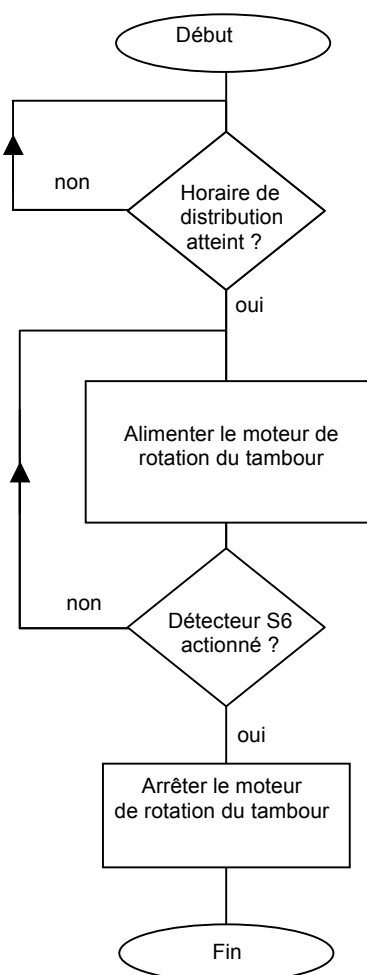 Début
non
Horaire de
distribution
atteint ?
oui
Alimenter le moteur de
rotation du tambour
non
Détecteur S6
actionné ?
oui
Arrêter le moteur
de rotation du tambour
Fin